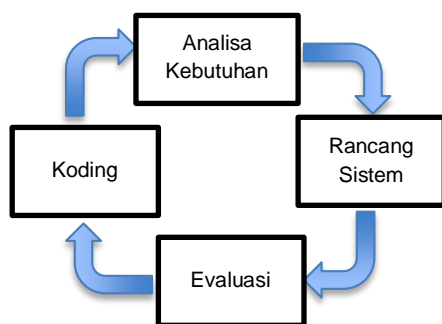 Analisa
Kebutuhan
Rancang
Sistem
Evaluasi
Koding